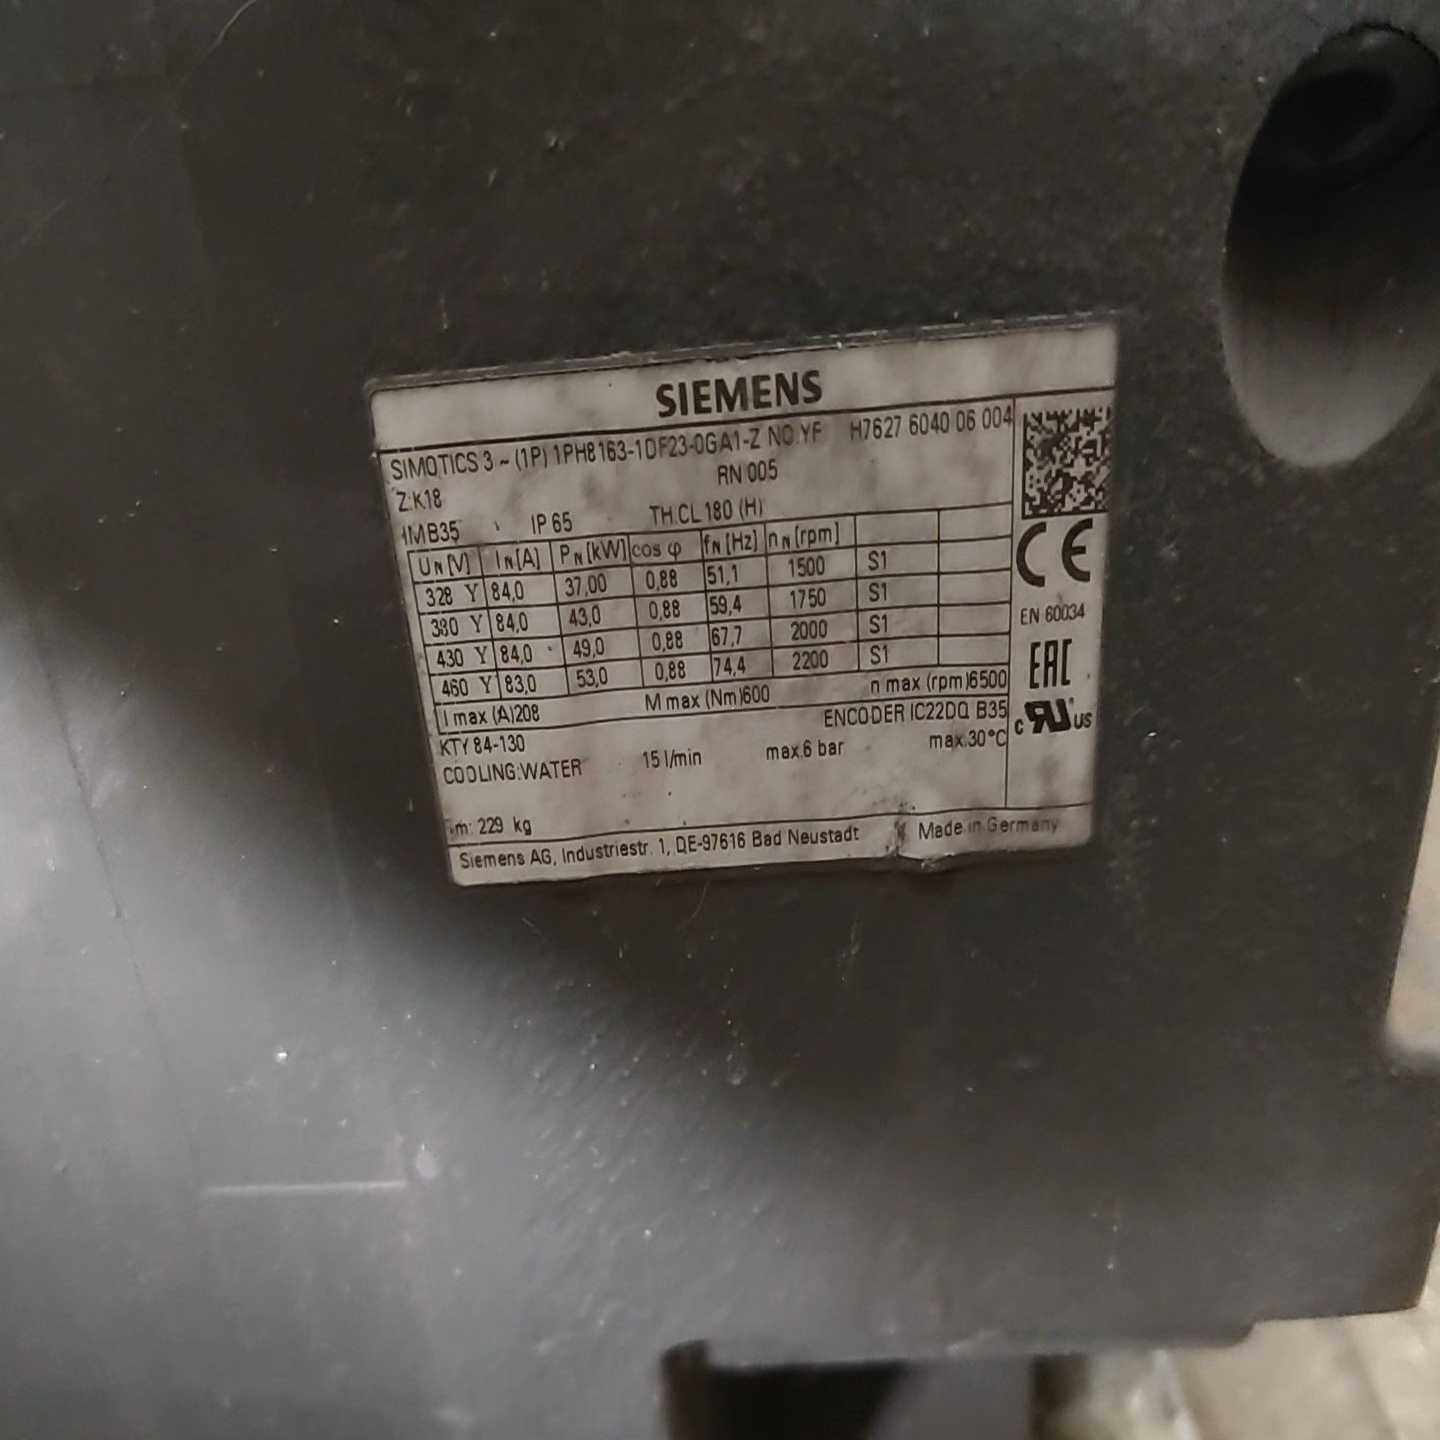 SIEMENS
SIMOTICS 3 ~ (1P) 1PH8163-1DF23-0GA1-Z NO.YF H7627 6040 06 004
Z:K18 RN 005
IMB35 IP 65 TH.CL 180 (H)
UN [V] IN [A] PN [kW] cos φ fN [Hz] nN [rpm]
328 Y 84,0 37,00 0,88 51,1 1500 S1
380 Y 84,0 43,0 0,88 59,4 1750 S1
430 Y 84,0 49,0 0,88 67,7 2000 S1
460 Y 83,0 53,0 0,88 74,4 2200 S1
I max (A)208 M max (Nm)600 n max (rpm)6500
KTY 84-130 ENCODER IC22DQ B35
COOLING:WATER 15 l/min max.6 bar max.30°C
m: 229 kg
Siemens AG, Industriestr. 1, DE-97616 Bad Neustadt Made in Germany
CE
EN 60034
EAC
c RU US